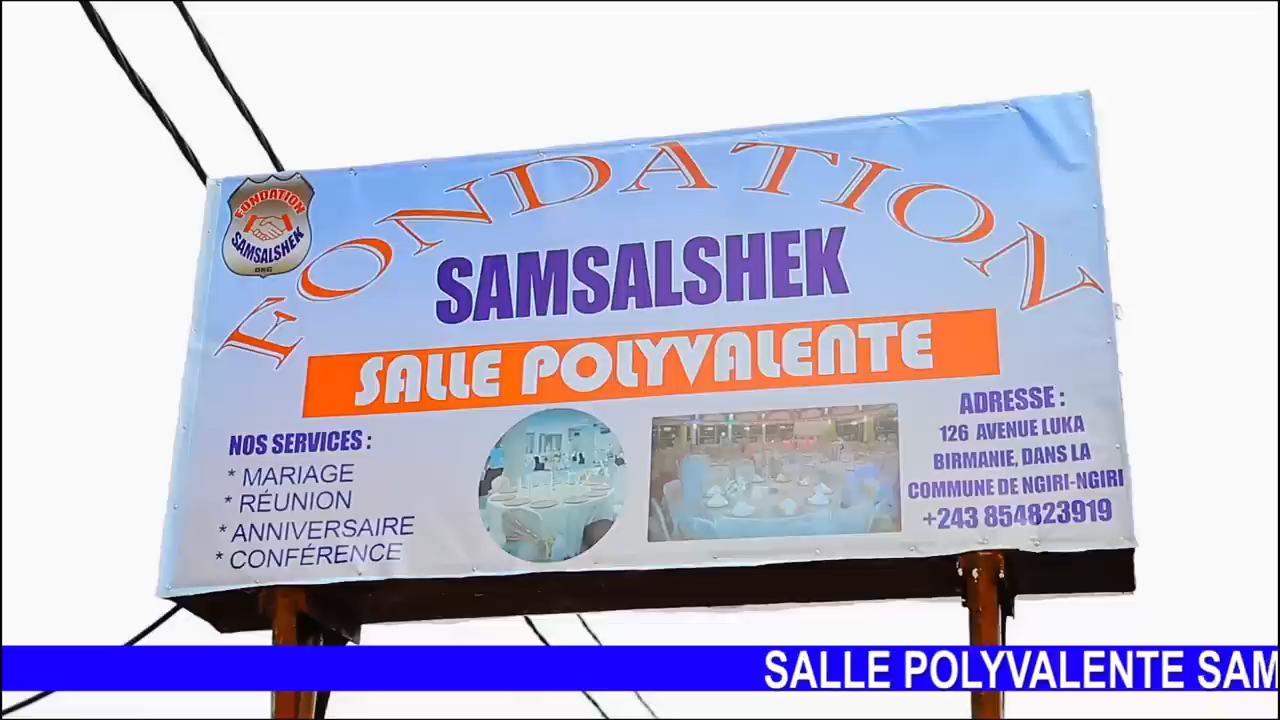 FONDATION
FONDATION
SAMSALSHEK
ORG
SAMSALSHEK
SALLE POLYVALENTE
NOS SERVICES :
* MARIAGE
* RÉUNION
* ANNIVERSAIRE
* CONFÉRENCE
ADRESSE :
126 AVENUE LUKA
BIRMANIE, DANS LA
COMMUNE DE NGIRI-NGIRI
+243 854823919
SALLE POLYVALENTE SAM